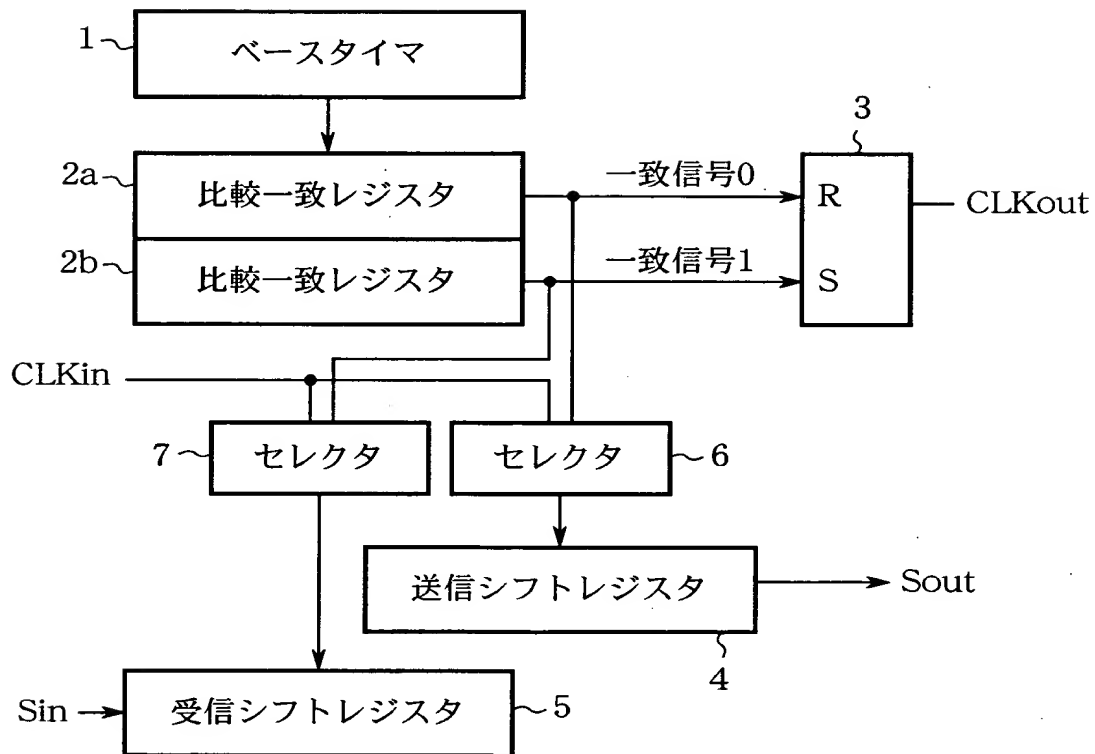 1
ベースタイマ
3
2a
比較一致レジスタ
一致信号0
R
CLKout
2b
比較一致レジスタ
一致信号1
S
CLKin
7
セレクタ
セレクタ
6
送信シフトレジスタ
Sout
4
Sin
受信シフトレジスタ
5